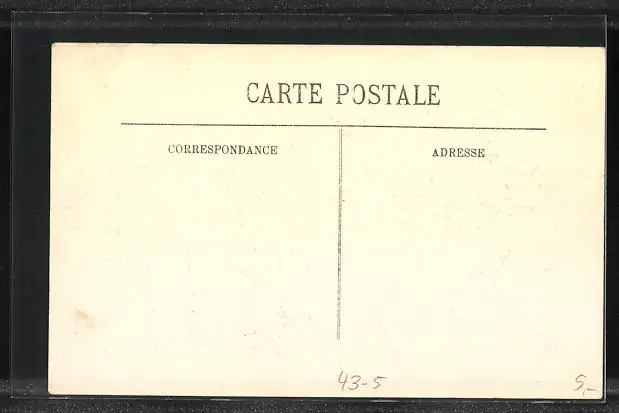 CARTE POSTALE
CORRESPONDANCE
ADRESSE
43-5
5,-